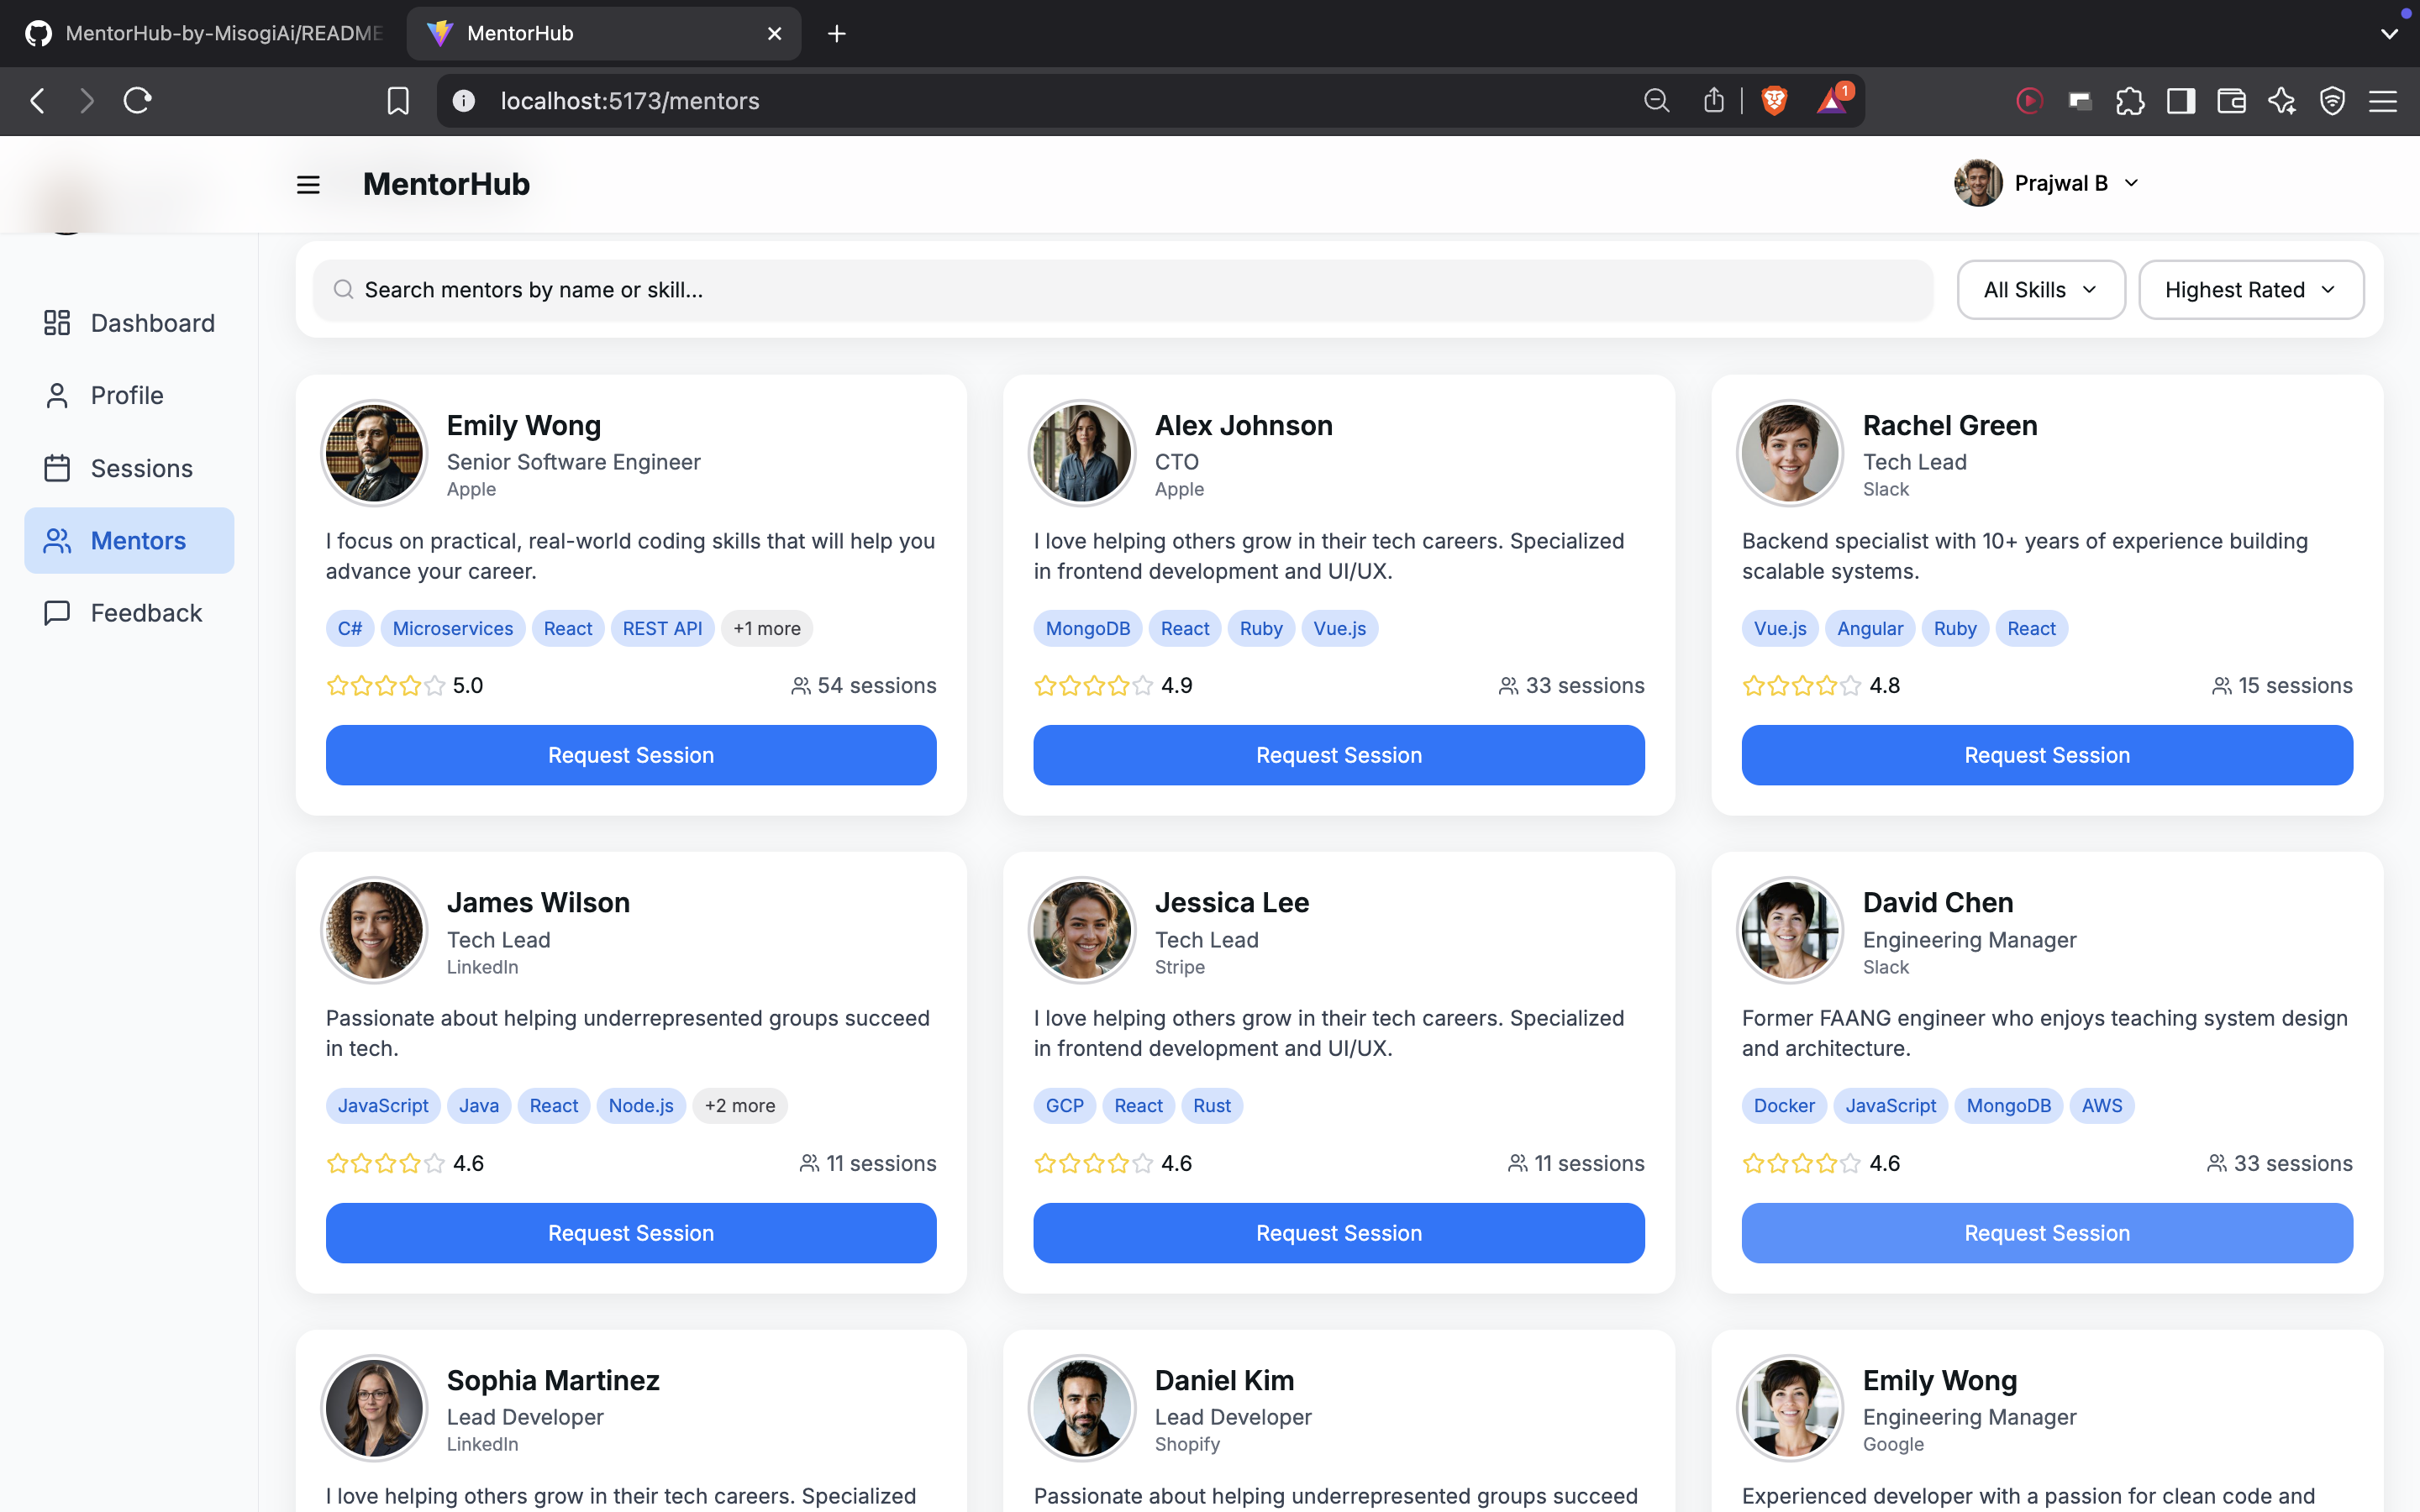 MentorHub-by-MisogiAi/README
MentorHub
localhost:5173/mentors
1
MentorHub
Prajwal B
Search mentors by name or skill...
All Skills
Highest Rated
Dashboard
Profile
Sessions
Mentors
Feedback
Emily Wong
Senior Software Engineer
Apple
I focus on practical, real-world coding skills that will help you
advance your career.
C# Microservices React REST API +1 more
5.0 54 sessions
Request Session
Alex Johnson
CTO
Apple
I love helping others grow in their tech careers. Specialized
in frontend development and UI/UX.
MongoDB React Ruby Vue.js
4.9 33 sessions
Request Session
Rachel Green
Tech Lead
Slack
Backend specialist with 10+ years of experience building
scalable systems.
Vue.js Angular Ruby React
4.8 15 sessions
Request Session
James Wilson
Tech Lead
LinkedIn
Passionate about helping underrepresented groups succeed
in tech.
JavaScript Java React Node.js +2 more
4.6 11 sessions
Request Session
Jessica Lee
Tech Lead
Stripe
I love helping others grow in their tech careers. Specialized
in frontend development and UI/UX.
GCP React Rust
4.6 11 sessions
Request Session
David Chen
Engineering Manager
Slack
Former FAANG engineer who enjoys teaching system design
and architecture.
Docker JavaScript MongoDB AWS
4.6 33 sessions
Request Session
Sophia Martinez
Lead Developer
LinkedIn
I love helping others grow in their tech careers. Specialized
Daniel Kim
Lead Developer
Shopify
Passionate about helping underrepresented groups succeed
Emily Wong
Engineering Manager
Google
Experienced developer with a passion for clean code and